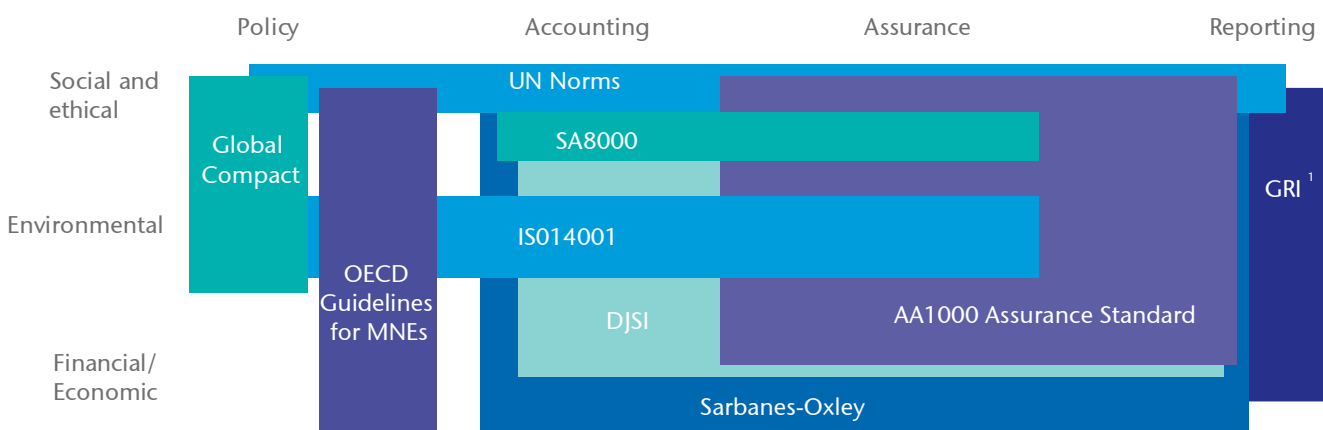 Policy Accounting Assurance Reporting
Social and
ethical
UN Norms
Global
Compact
SA8000
GRI 1
Environmental
IS014001
OECD
Guidelines
for MNEs
DJSI
AA1000 Assurance Standard
Financial/
Economic
Sarbanes-Oxley